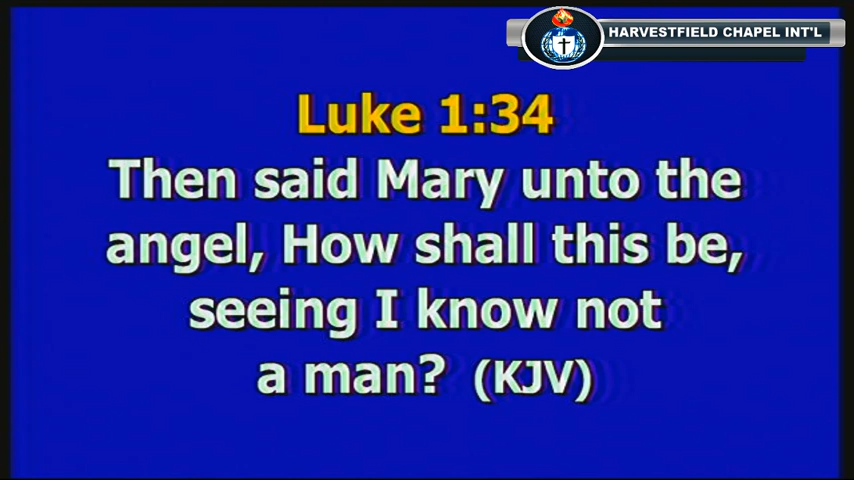 HARVESTFIELD CHAPEL INT'L
Luke 1:34
Then said Mary unto the
angel, How shall this be,
seeing I know not
a man? (KJV)